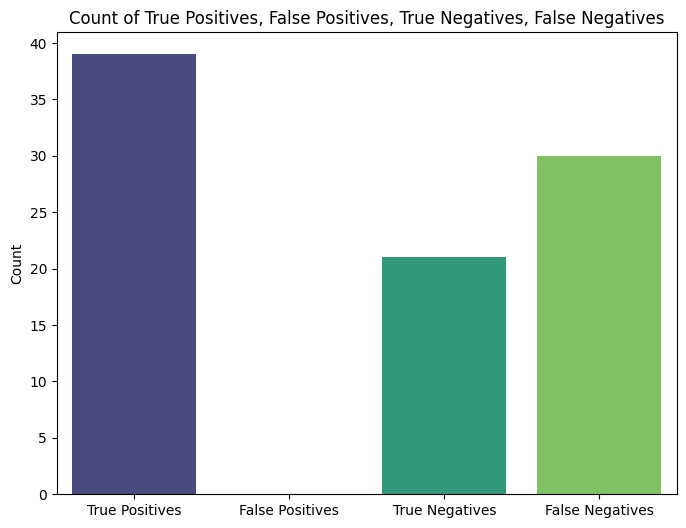 Count of True Positives, False Positives, True Negatives, False Negatives
40
35
30
25
20
15
10
5
0
Count
True Positives
False Positives
True Negatives
False Negatives